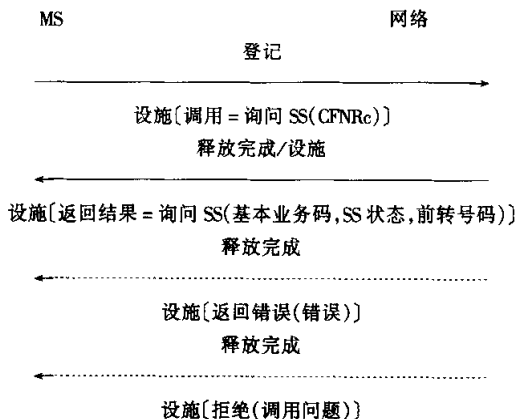 MS 网络
登记
设施〔调用 = 询问 SS(CFNRc)〕
释放完成/设施
设施〔返回结果 = 询问 SS(基本业务码,SS 状态,前转号码)〕
释放完成
设施〔返回错误(错误)〕
释放完成
设施〔拒绝(调用问题)〕